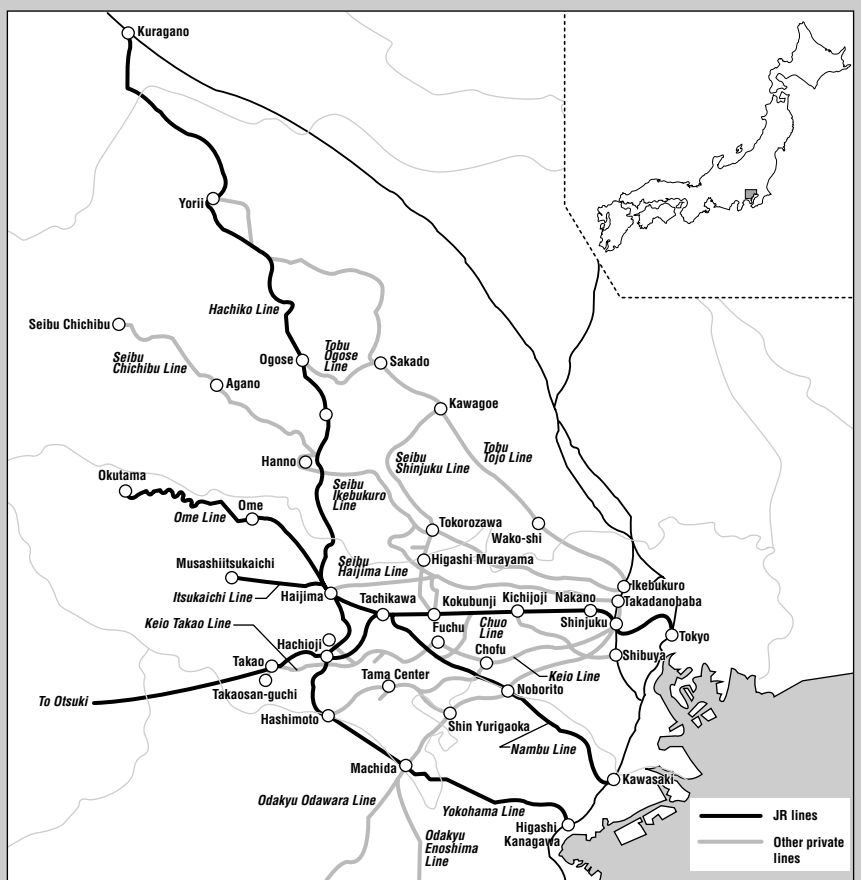 Kuragano
Yorii
Hachiko Line
Seibu Chichibu
Seibu
Chichibu Line
Ogose
Tobu
Ogose
Line
Sakado
Agano
Kawagoe
Hanno
Seibu
Shinjuku Line
Tobu
Tojo Line
Okutama
Seibu
Ikebukuro
Line
Ome
Ome Line
Tokorozawa
Wako-shi
Higashi Murayama
Musashiitsukaichi
Seibu
Haijima Line
Ikebukuro
Itsukaichi Line
Haijima
Tachikawa
Kokubunji
Kichijoji
Nakano
Takadanobaba
Keio Takao Line
Shinjuku
Fuchu
Chuo
Line
Tokyo
Hachioji
Chofu
Shibuya
Takao
Keio Line
Takaosan-guchi
Tama Center
Noborito
To Otsuki
Hashimoto
Shin Yurigaoka
Nambu Line
Machida
Kawasaki
Odakyu Odawara Line
Yokohama Line
Higashi
Kanagawa
Odakyu
Enoshima
Line
JR lines
Other private
lines